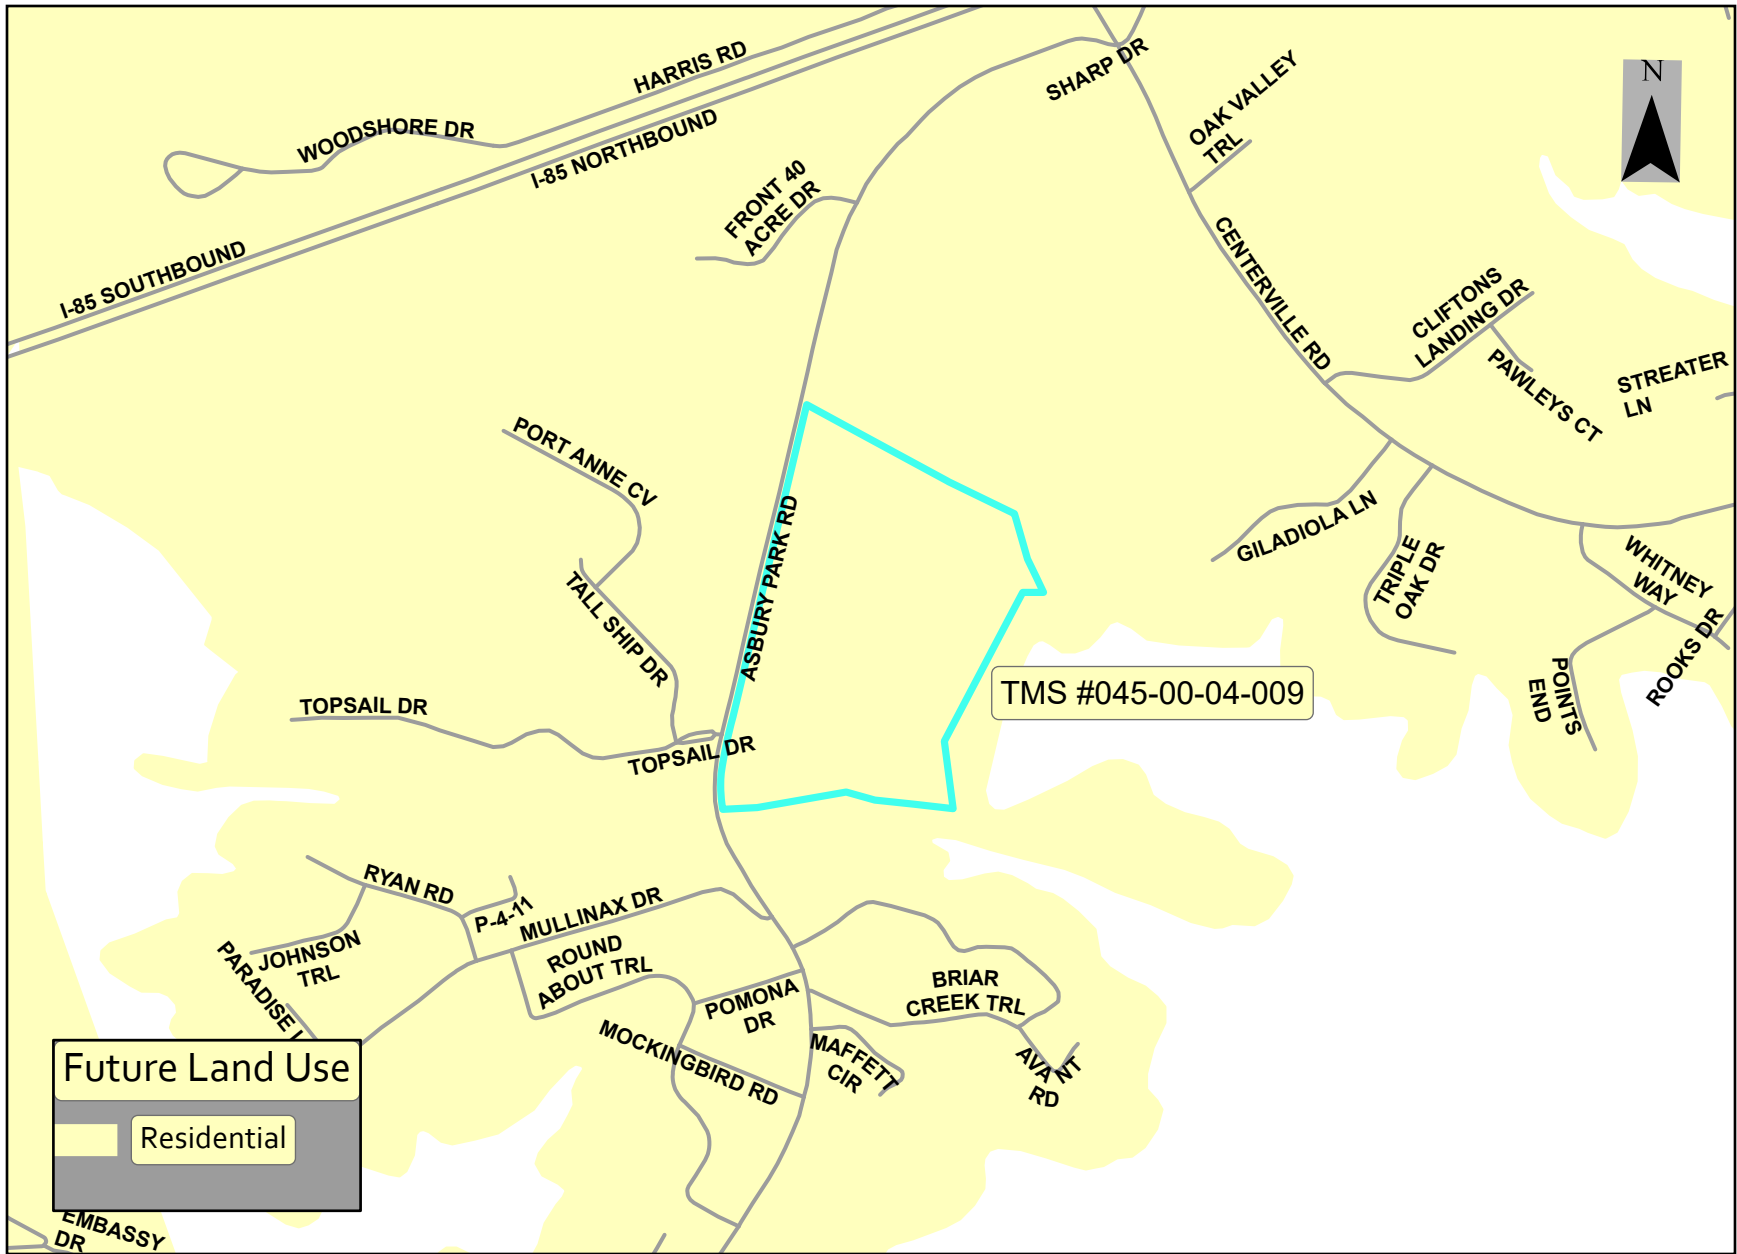 HARRIS RD
SHARP DR
N
OAK VALLEY
TRL
WOODSHORE DR
I-85 NORTHBOUND
FRONT 40
ACRE DR
I-85 SOUTHBOUND
CENTERVILLE RD
CLIFTONS
LANDING DR
PAWLEYS CT
STREATER
LN
PORT ANNE CV
ASBURY PARK RD
GILADIOLA LN
TRIPLE
OAK DR
WHITNEY
WAY
ROOKS DR
POINTS
END
TALL SHIP DR
TMS #045-00-04-009
TOPSAIL DR
TOPSAIL DR
RYAN RD
P-4-11
MULLINAX DR
JOHNSON
TRL
PARADISE
ROUND
ABOUT TRL
POMONA
DR
BRIAR
CREEK TRL
MOCKINGBIRD RD
MAFFETT
CIR
AVA NT
RD
Future Land Use
Residential
EMBASSY
DR